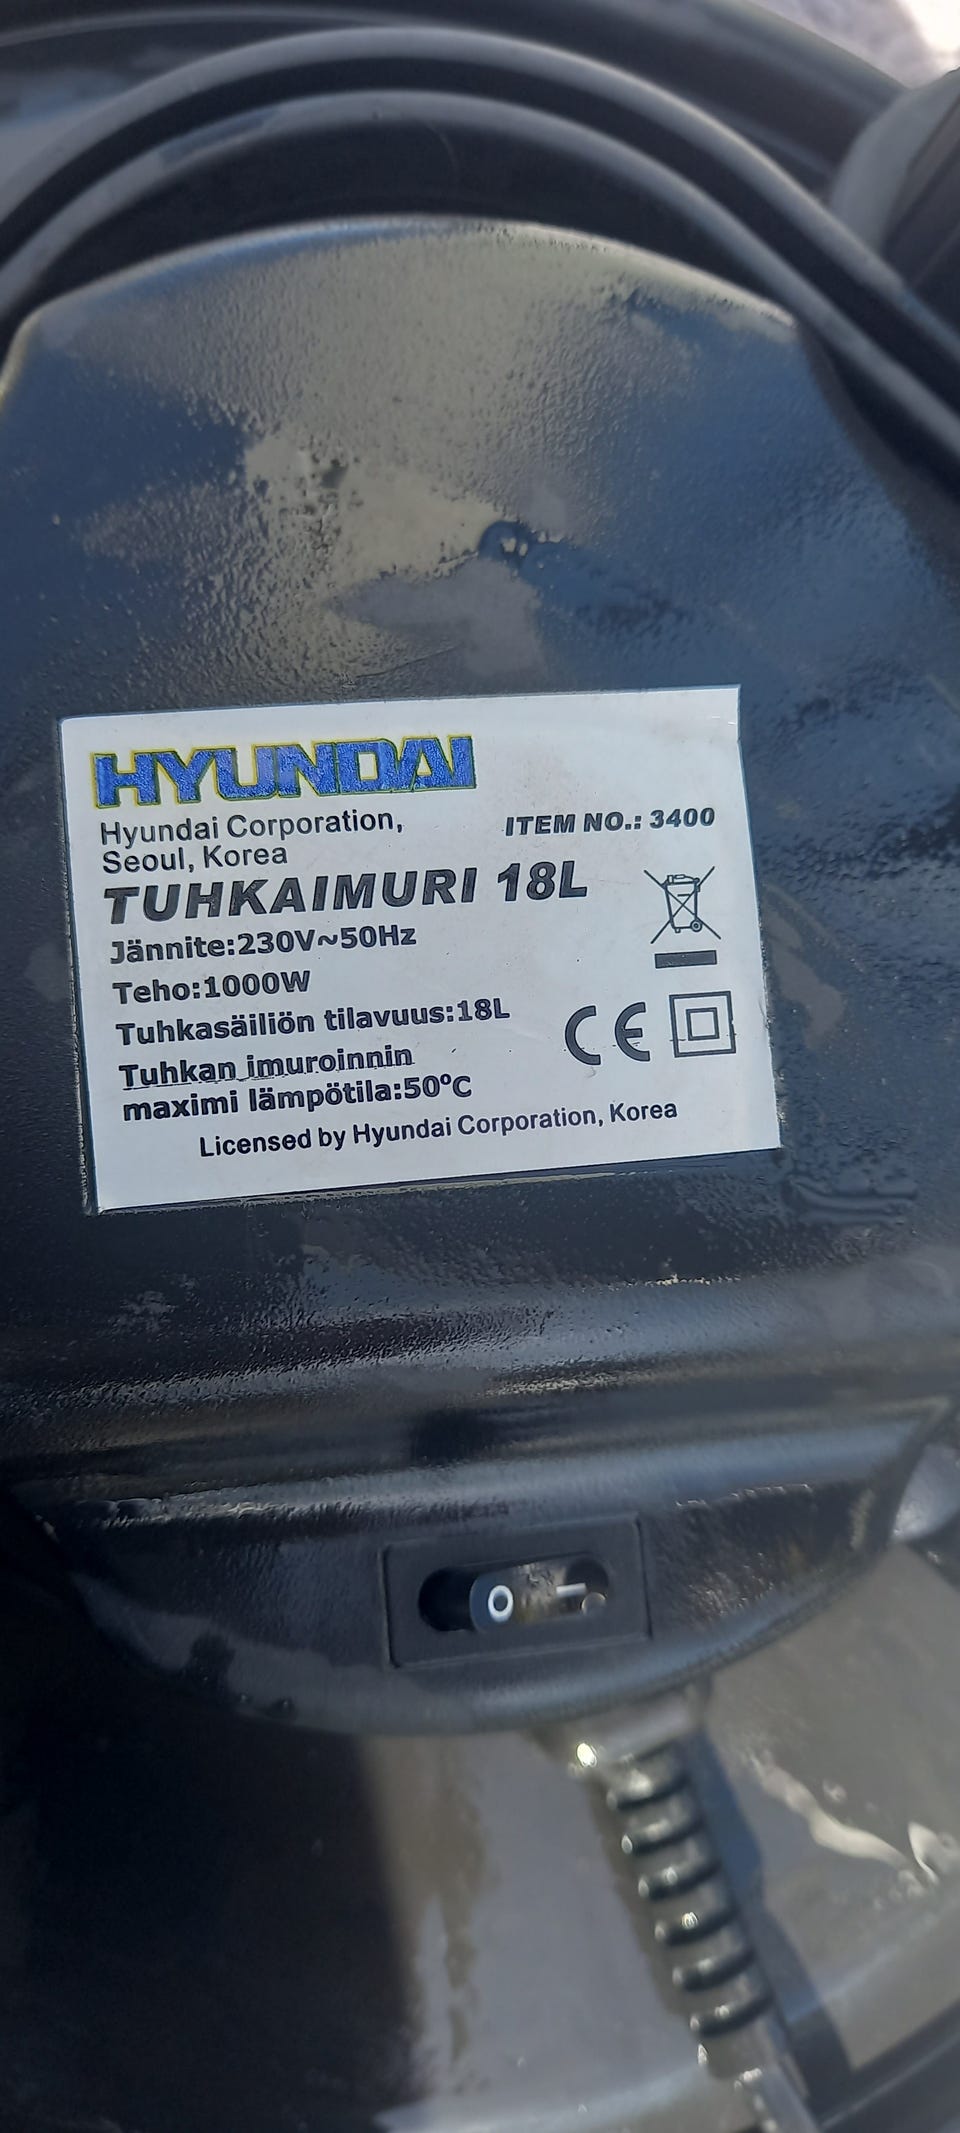 HYUNDAI
Hyundai Corporation,
Seoul, Korea
ITEM NO.: 3400
TUHKAIMURI 18L
Jännite:230V~50Hz
Teho:1000W
Tuhkasäiliön tilavuus:18L
Tuhkan imuroinnin
maximi lämpötila:50°C
CE
Licensed by Hyundai Corporation, Korea
O –